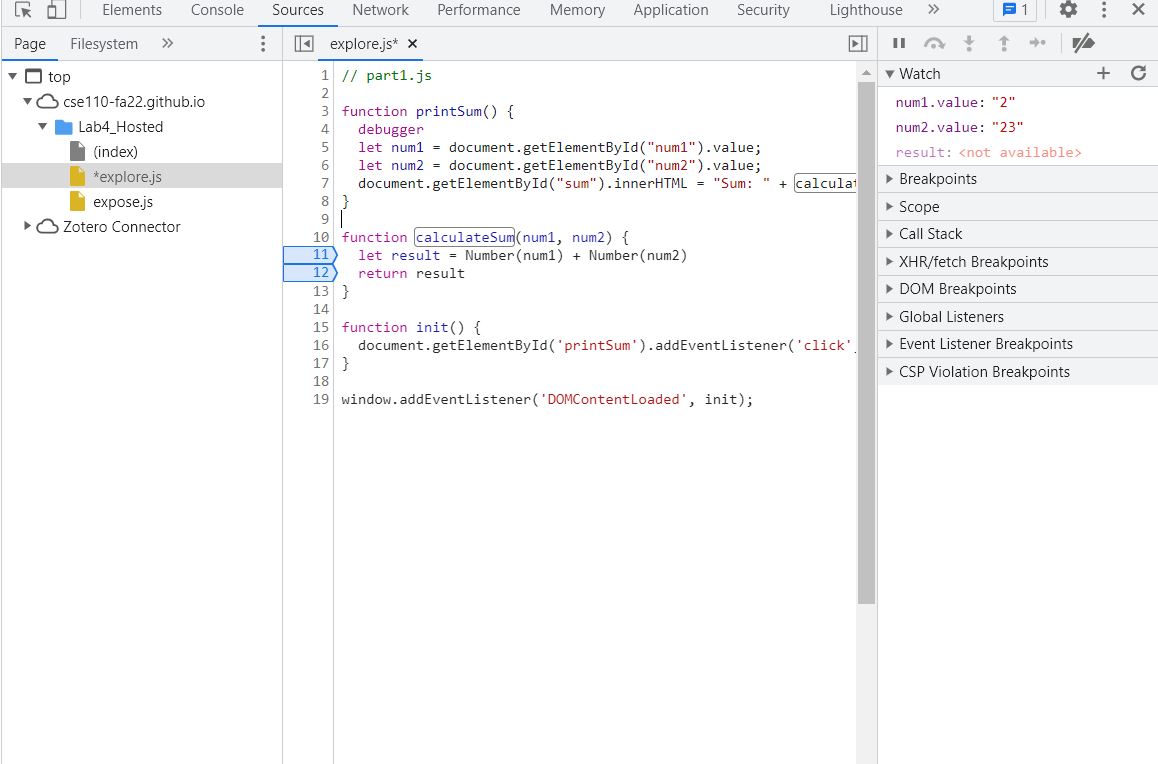 Elements Console Sources Network Performance Memory Application Security Lighthouse » 1
Page Filesystem » explore.js* ×
top
cse110-fa22.github.io
Lab4_Hosted
(index)
*explore.js
expose.js
Zotero Connector
1 // part1.js
2
3 function printSum() {
4   debugger
5   let num1 = document.getElementById("num1").value;
6   let num2 = document.getElementById("num2").value;
7   document.getElementById("sum").innerHTML = "Sum: " + calculat
8 }
9
10 function calculateSum(num1, num2) {
11   let result = Number(num1) + Number(num2)
12   return result
13 }
14
15 function init() {
16   document.getElementById('printSum').addEventListener('click',
17 }
18
19 window.addEventListener('DOMContentLoaded', init);
Watch
num1.value: "2"
num2.value: "23"
result: <not available>
Breakpoints
Scope
Call Stack
XHR/fetch Breakpoints
DOM Breakpoints
Global Listeners
Event Listener Breakpoints
CSP Violation Breakpoints